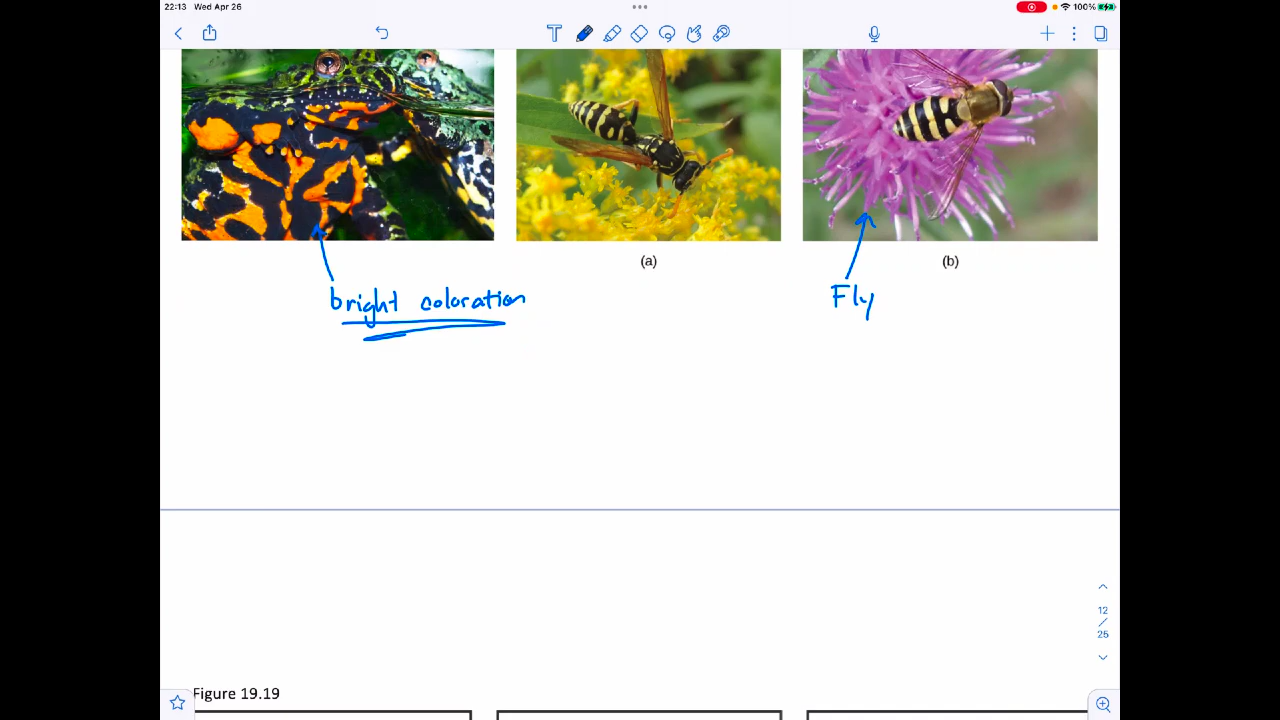 22:13 Wed Apr 26
100%
T
(a)
(b)
bright coloration
Fly
12
/
25
Figure 19.19